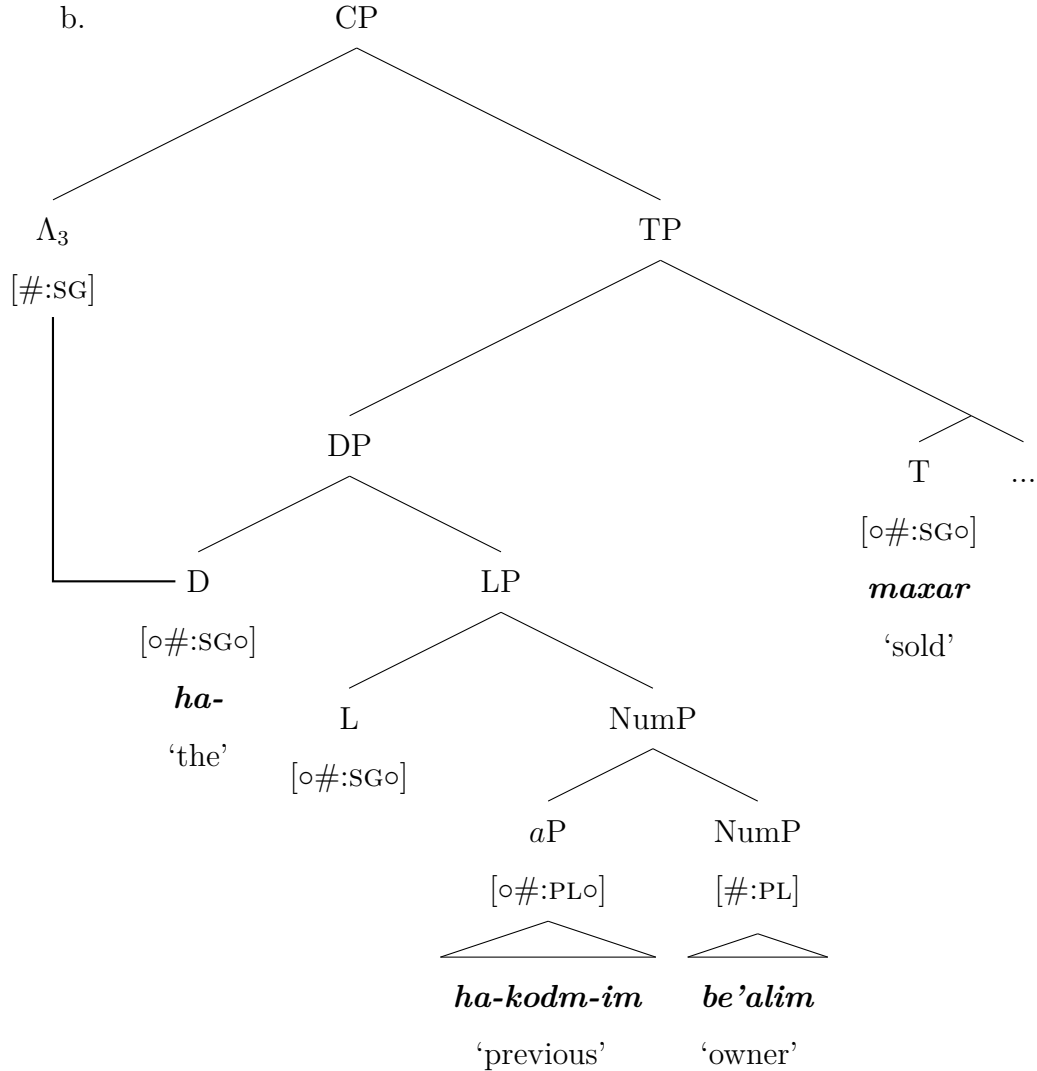 b. CP
Λ₃ TP
[#:SG]
DP
T ...
[∘#:SG∘]
maxar
‘sold’
D LP
[∘#:SG∘]
ha-
‘the’
L NumP
[∘#:SG∘]
aP NumP
[∘#:PL∘] [#:PL]
ha-kodm-im be’alim
‘previous’ ‘owner’